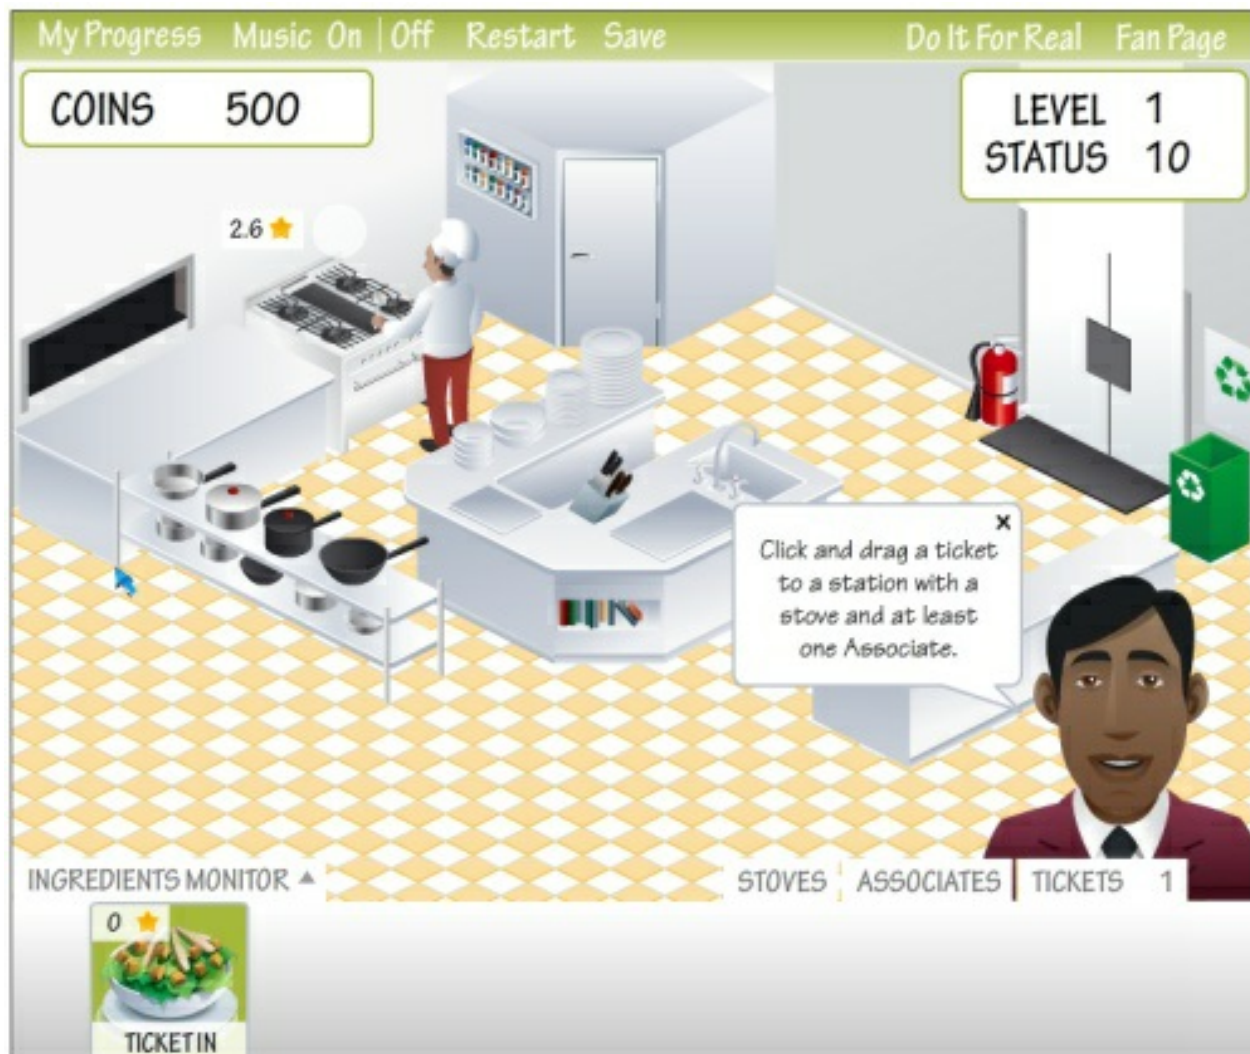 My Progress Music On | Off Restart Save Do It For Real Fan Page
COINS 500
LEVEL 1
STATUS 10
2.6
x
Click and drag a ticket
to a station with a
stove and at least
one Associate.
INGREDIENTS MONITOR
STOVES ASSOCIATES TICKETS 1
0
TICKET IN